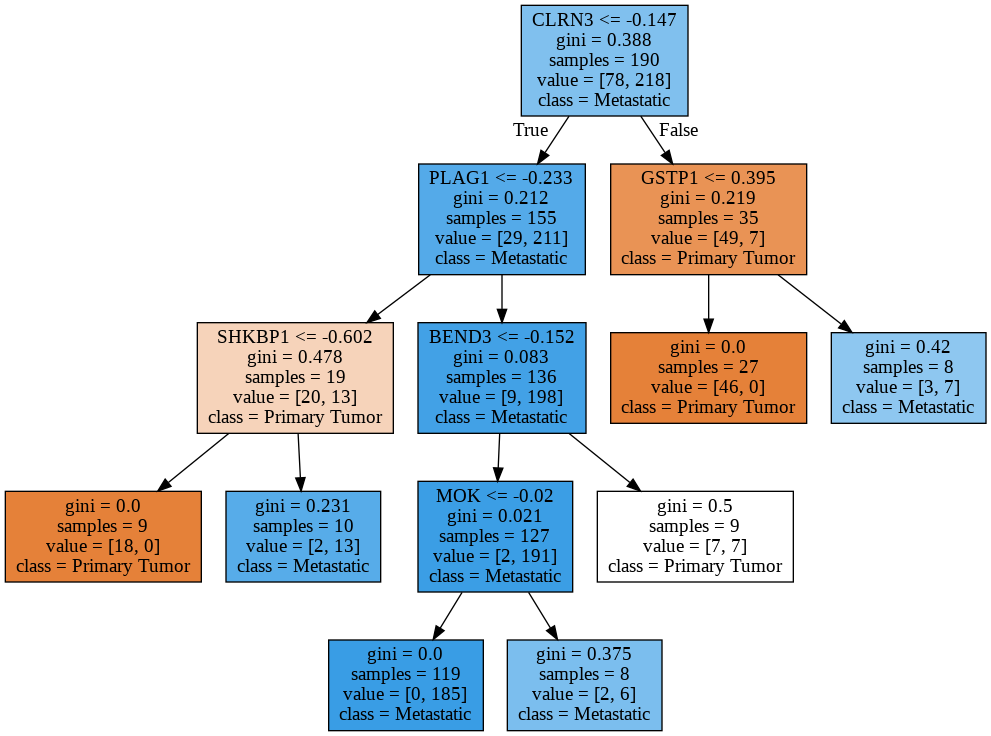 CLRN3 <= -0.147
gini = 0.388
samples = 190
value = [78, 218]
class = Metastatic
True
False
PLAG1 <= -0.233
gini = 0.212
samples = 155
value = [29, 211]
class = Metastatic
GSTP1 <= 0.395
gini = 0.219
samples = 35
value = [49, 7]
class = Primary Tumor
SHKBP1 <= -0.602
gini = 0.478
samples = 19
value = [20, 13]
class = Primary Tumor
BEND3 <= -0.152
gini = 0.083
samples = 136
value = [9, 198]
class = Metastatic
gini = 0.0
samples = 27
value = [46, 0]
class = Primary Tumor
gini = 0.42
samples = 8
value = [3, 7]
class = Metastatic
gini = 0.0
samples = 9
value = [18, 0]
class = Primary Tumor
gini = 0.231
samples = 10
value = [2, 13]
class = Metastatic
MOK <= -0.02
gini = 0.021
samples = 127
value = [2, 191]
class = Metastatic
gini = 0.5
samples = 9
value = [7, 7]
class = Primary Tumor
gini = 0.0
samples = 119
value = [0, 185]
class = Metastatic
gini = 0.375
samples = 8
value = [2, 6]
class = Metastatic